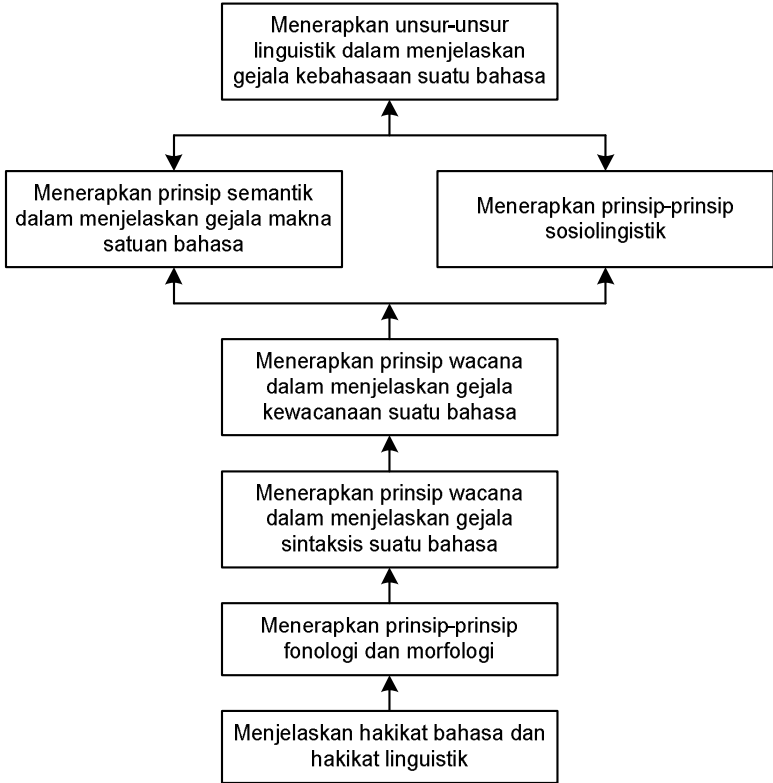 Menerapkan unsur-unsur
linguistik dalam menjelaskan
gejala kebahasaan suatu bahasa
Menerapkan prinsip semantik
dalam menjelaskan gejala makna
satuan bahasa
Menerapkan prinsip-prinsip
sosiolingistik
Menerapkan prinsip wacana
dalam menjelaskan gejala
kewacanaan suatu bahasa
Menerapkan prinsip wacana
dalam menjelaskan gejala
sintaksis suatu bahasa
Menerapkan prinsip-prinsip
fonologi dan morfologi
Menjelaskan hakikat bahasa dan
hakikat linguistik